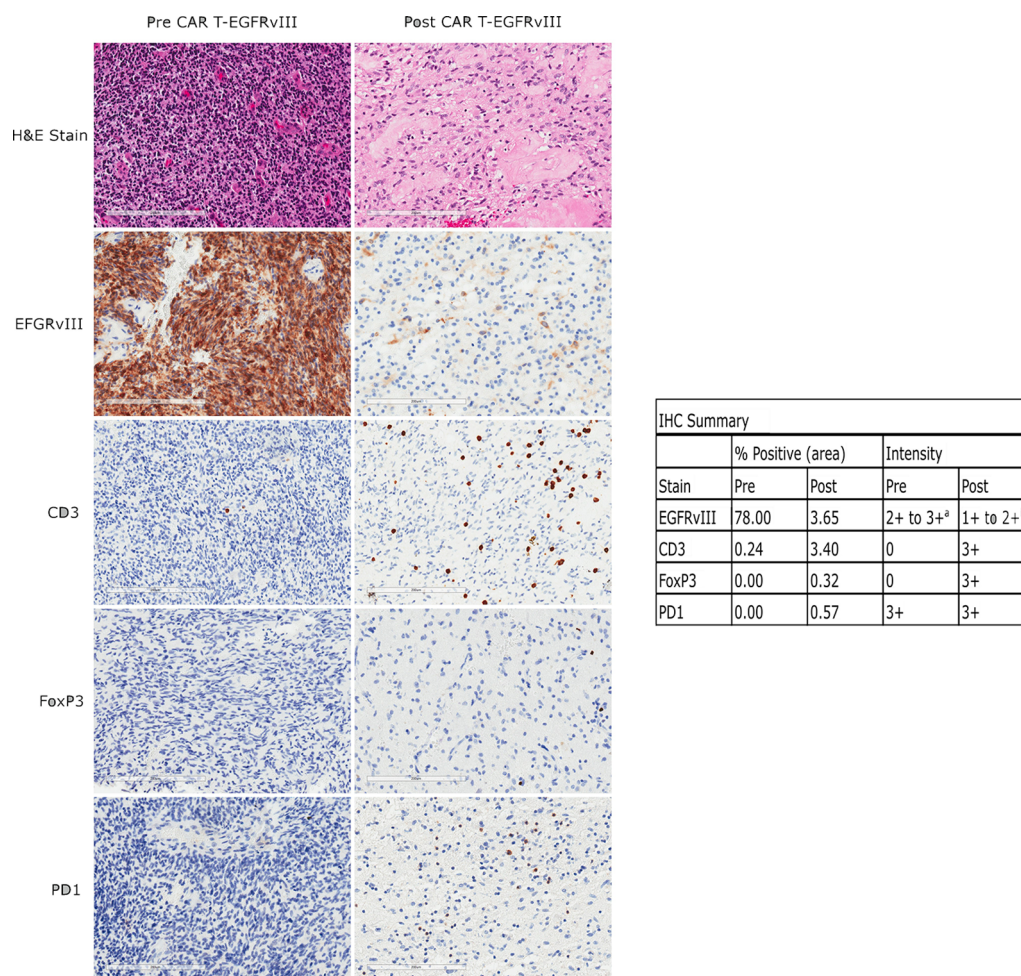 Pre CAR T-EGFRvIII Post CAR T-EGFRvIII
H&E Stain
EFGRvIII
CD3
FoxP3
PD1
IHC Summary
% Positive (area) Intensity
Stain Pre Post Pre Post
EGFRvIII 78.00 3.65 2+ to 3+ᵃ 1+ to 2+
CD3 0.24 3.40 0 3+
FoxP3 0.00 0.32 0 3+
PD1 0.00 0.57 3+ 3+